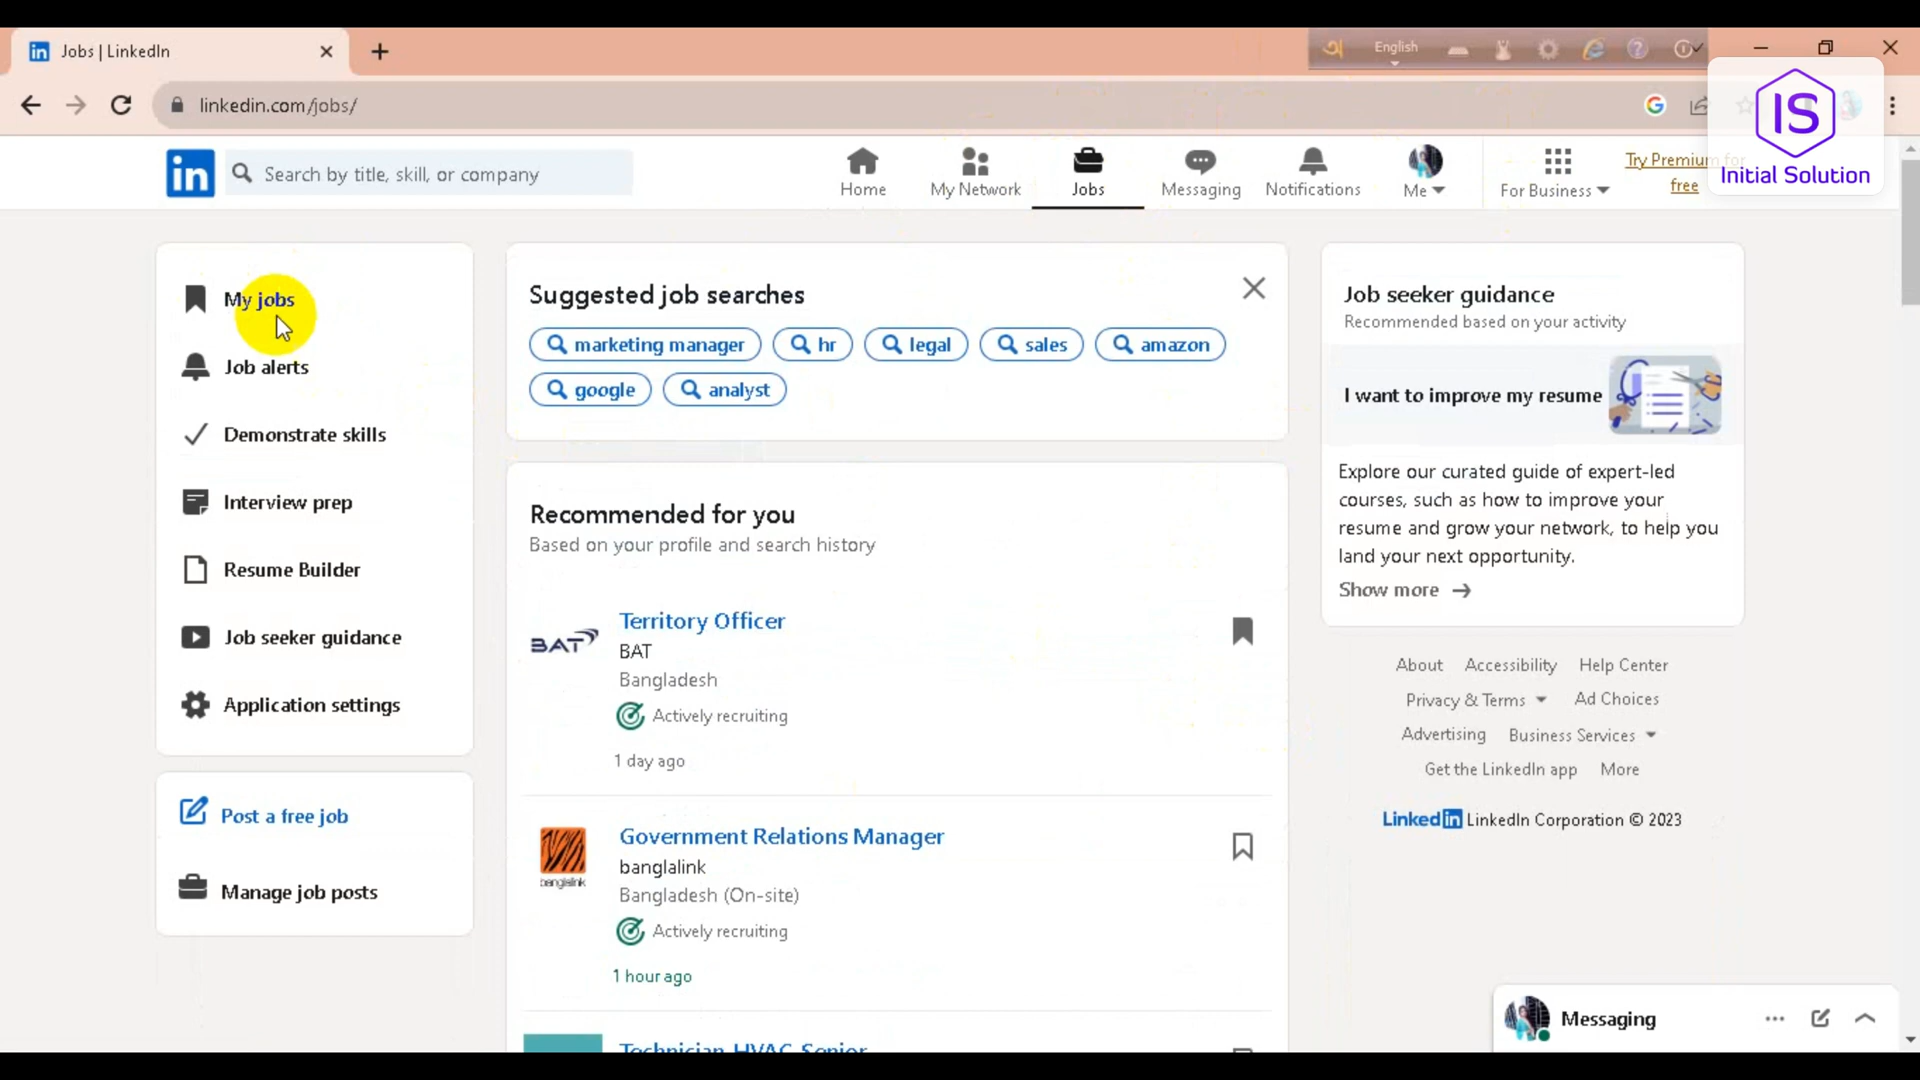 Jobs | LinkedIn
English
linkedin.com/jobs/
IS
Initial Solution
in
Search by title, skill, or company
Home
My Network
Jobs
Messaging
Notifications
Me
For Business
Try Premium for
free
My jobs
Job alerts
Demonstrate skills
Interview prep
Resume Builder
Job seeker guidance
Application settings
Post a free job
Manage job posts
Suggested job searches
marketing manager
hr
legal
sales
amazon
google
analyst
Recommended for you
Based on your profile and search history
BAT
Territory Officer
BAT
Bangladesh
Actively recruiting
1 day ago
banglalink
Government Relations Manager
banglalink
Bangladesh (On-site)
Actively recruiting
1 hour ago
Technician-HVAC-Senior
Job seeker guidance
Recommended based on your activity
I want to improve my resume
Explore our curated guide of expert-led
courses, such as how to improve your
resume and grow your network, to help you
land your next opportunity.
Show more
About Accessibility Help Center
Privacy & Terms Ad Choices
Advertising Business Services
Get the LinkedIn app More
LinkedIn LinkedIn Corporation © 2023
Messaging